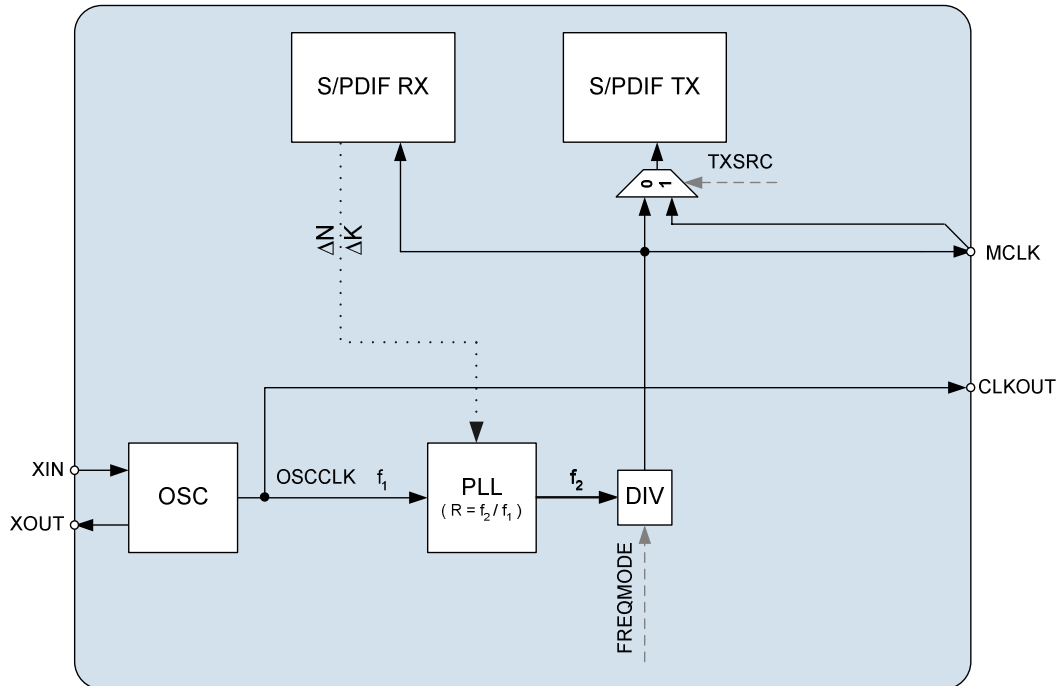 S/PDIF RX
S/PDIF TX
TXSRC
0
1
ΔN
ΔK
MCLK
CLKOUT
XIN
XOUT
OSC
OSCCLK f₁
PLL
( R = f₂ / f₁ )
f₂
DIV
FREQMODE